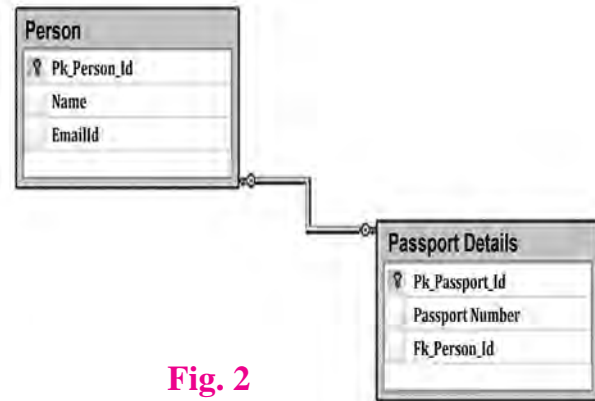 Person
Pk_Person_Id
Name
EmailId
Passport Details
Pk_Passport_Id
Passport Number
Fk_Person_Id
Fig. 2